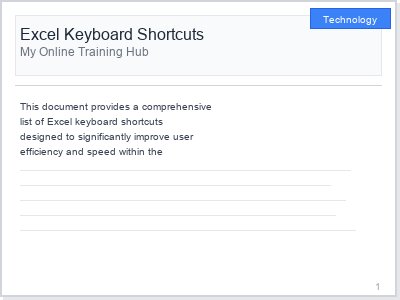 Technology
Excel Keyboard Shortcuts
My Online Training Hub
This document provides a comprehensive
list of Excel keyboard shortcuts
designed to significantly improve user
efficiency and speed within the
1